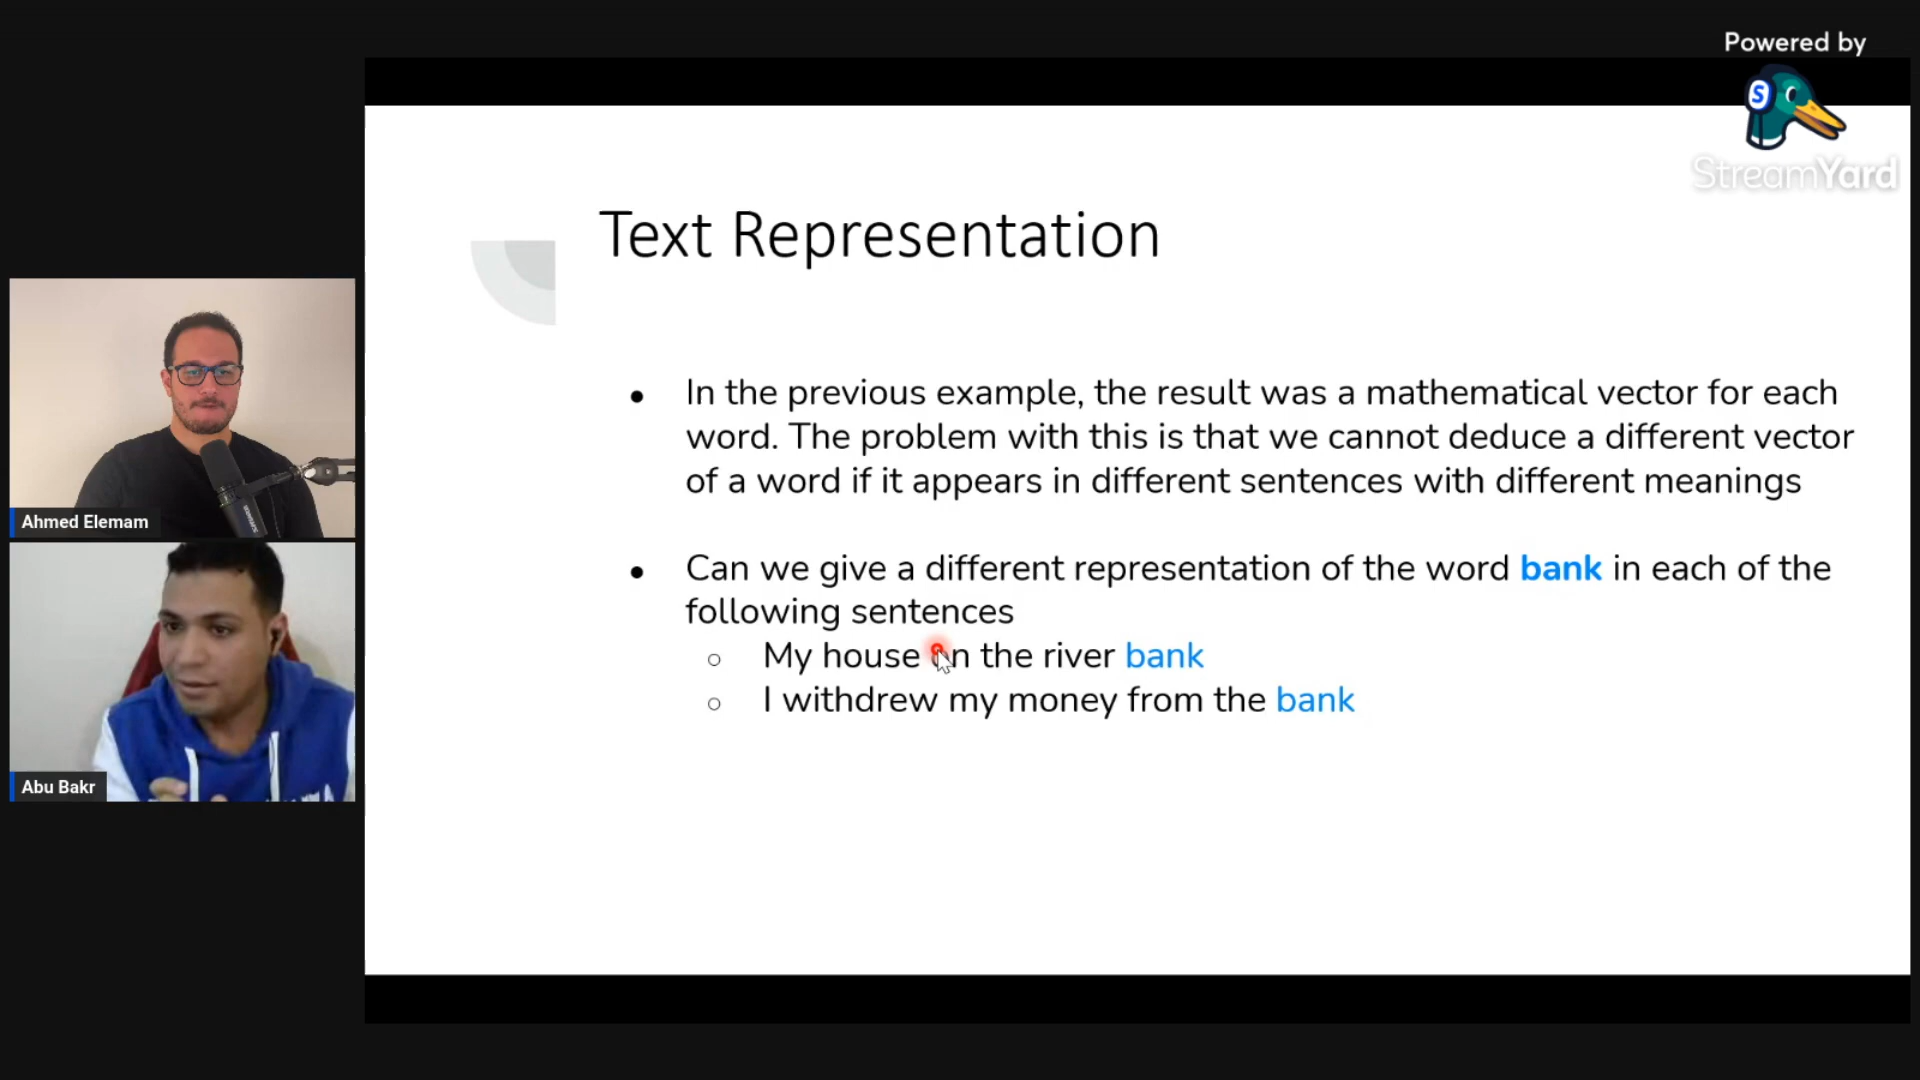 Powered by
StreamYard
Text Representation
● In the previous example, the result was a mathematical vector for each
word. The problem with this is that we cannot deduce a different vector
of a word if it appears in different sentences with different meanings
● Can we give a different representation of the word bank in each of the
following sentences
○ My house on the river bank
○ I withdrew my money from the bank
Ahmed Elemam
Abu Bakr